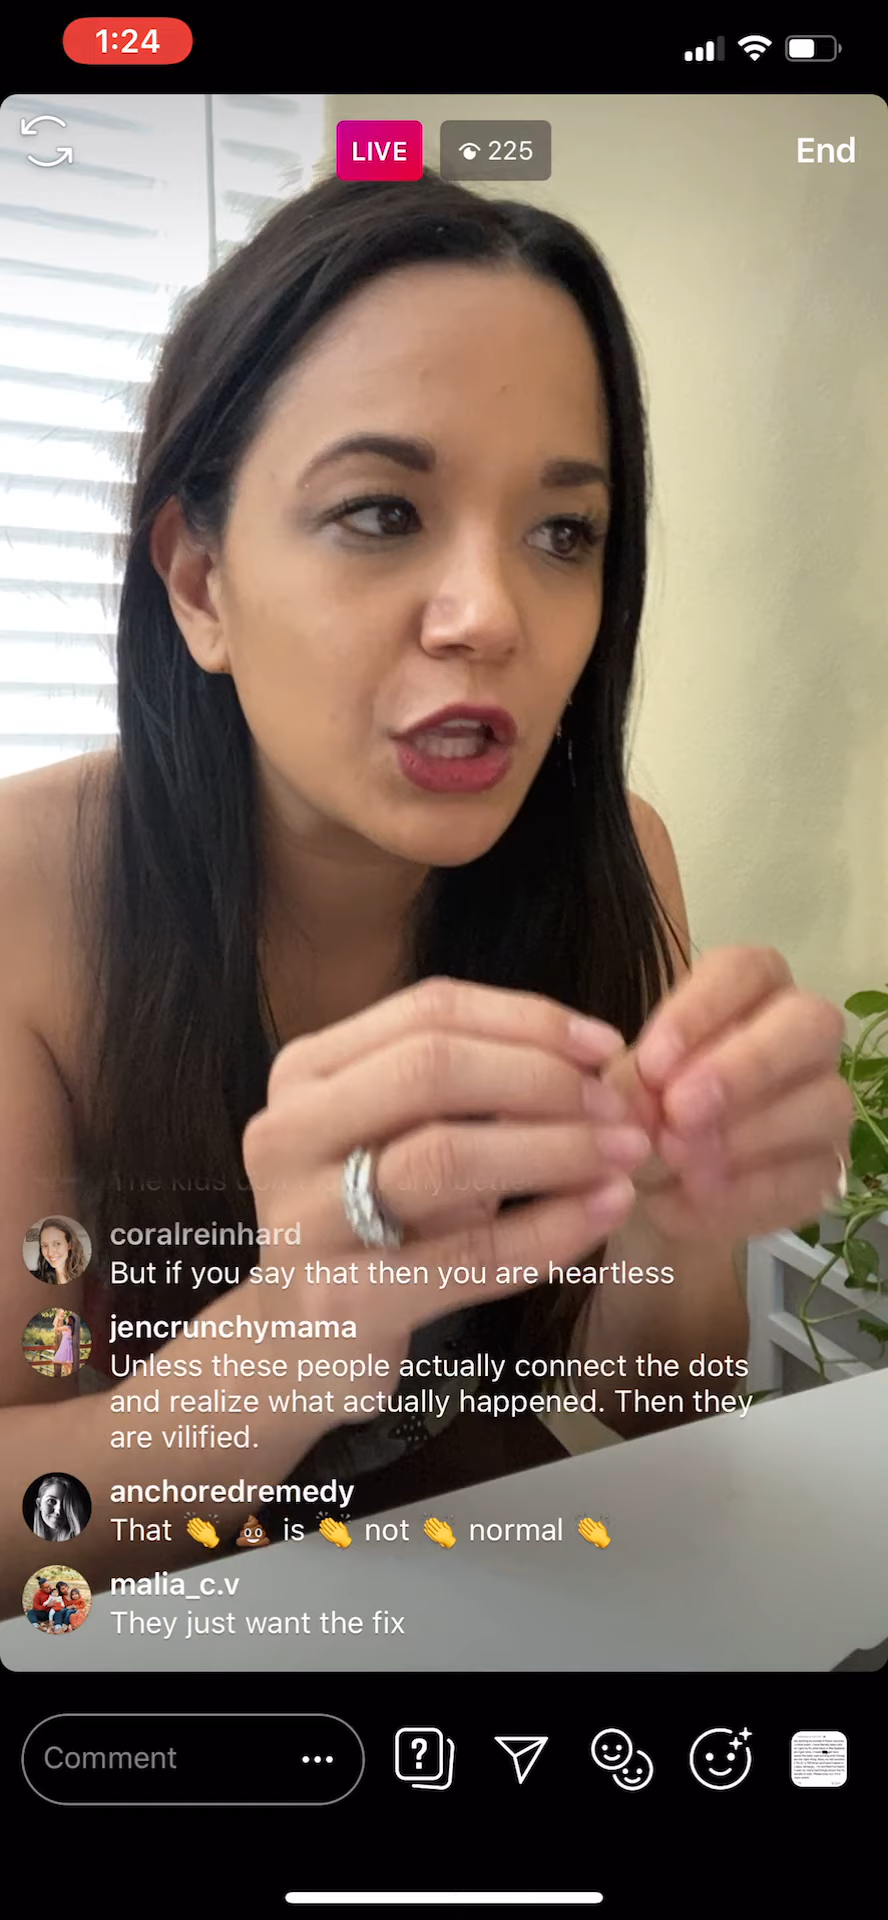 1:24
LIVE
225
End
The kids
coralreinhard
But if you say that then you are heartless
jencrunchymama
Unless these people actually connect the dots
and realize what actually happened. Then they
are vilified.
anchoredremedy
That 👏 💩 is 👏 not 👏 normal 👏
malia_c.v
They just want the fix
Comment